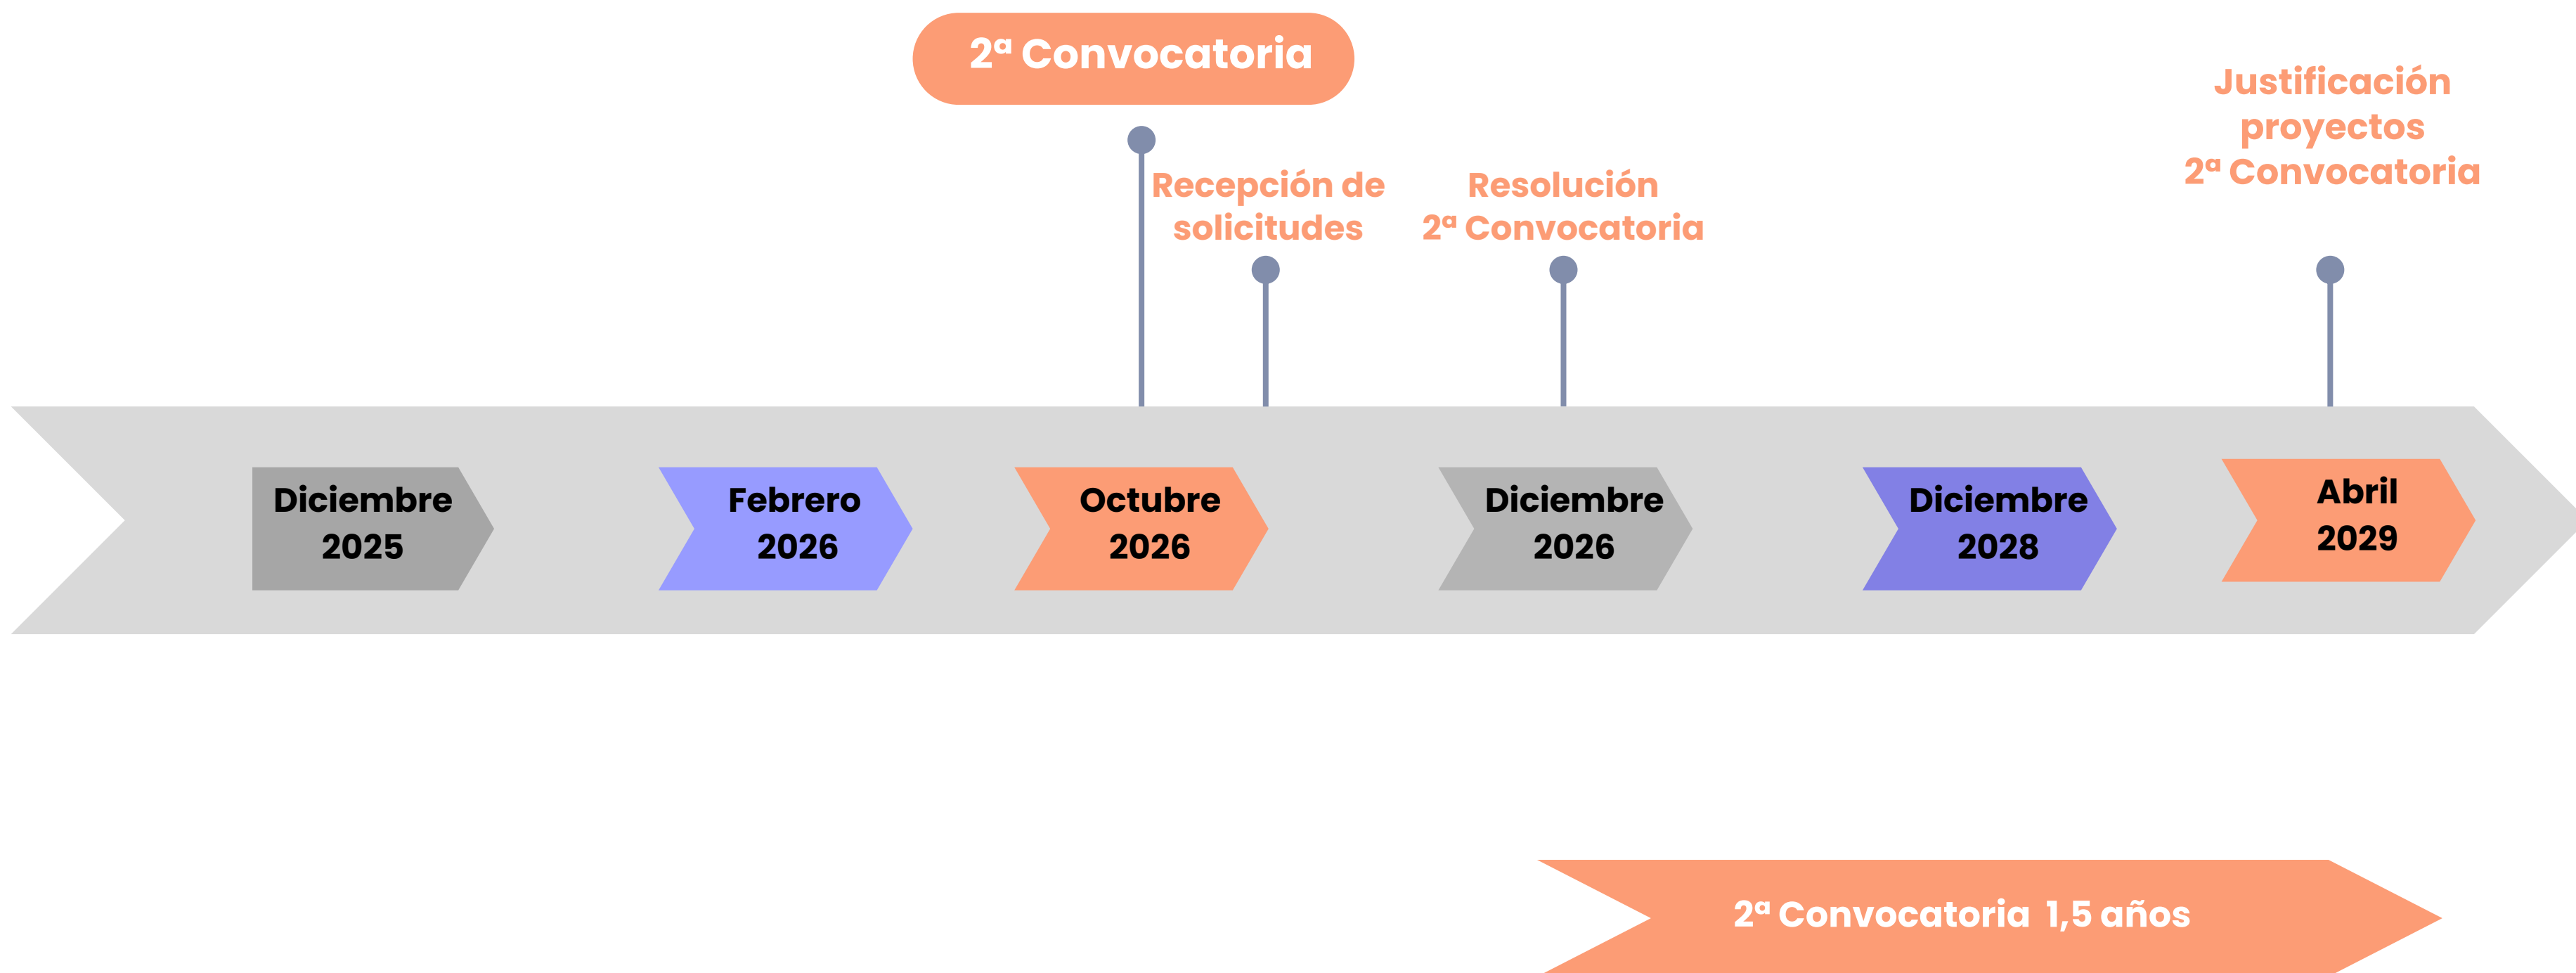 2ª Convocatoria
Justificación
proyectos
2ª Convocatoria
Recepción de
solicitudes
Resolución
2ª Convocatoria
Diciembre
2025
Febrero
2026
Octubre
2026
Diciembre
2026
Diciembre
2028
Abril
2029
2ª Convocatoria 1,5 años